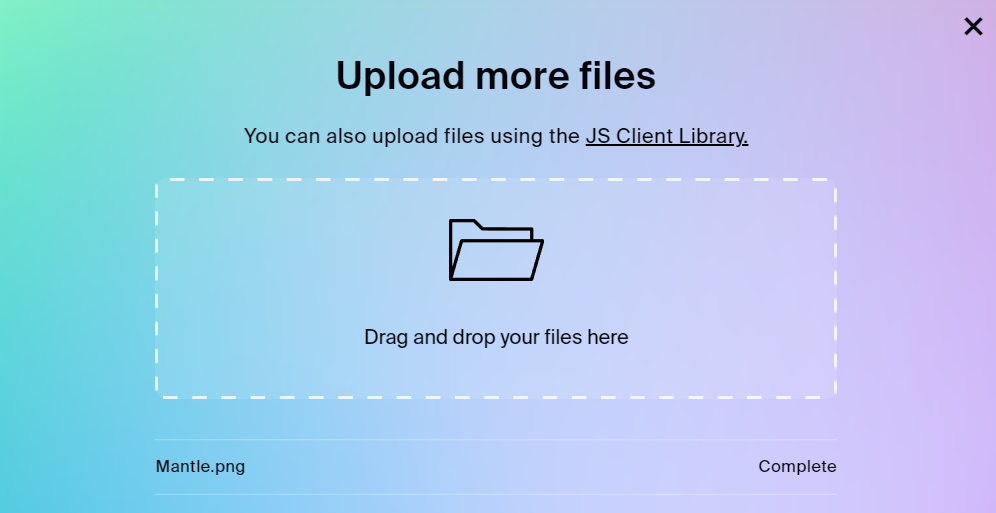 Upload more files
You can also upload files using the JS Client Library.
Drag and drop your files here
Mantle.png Complete